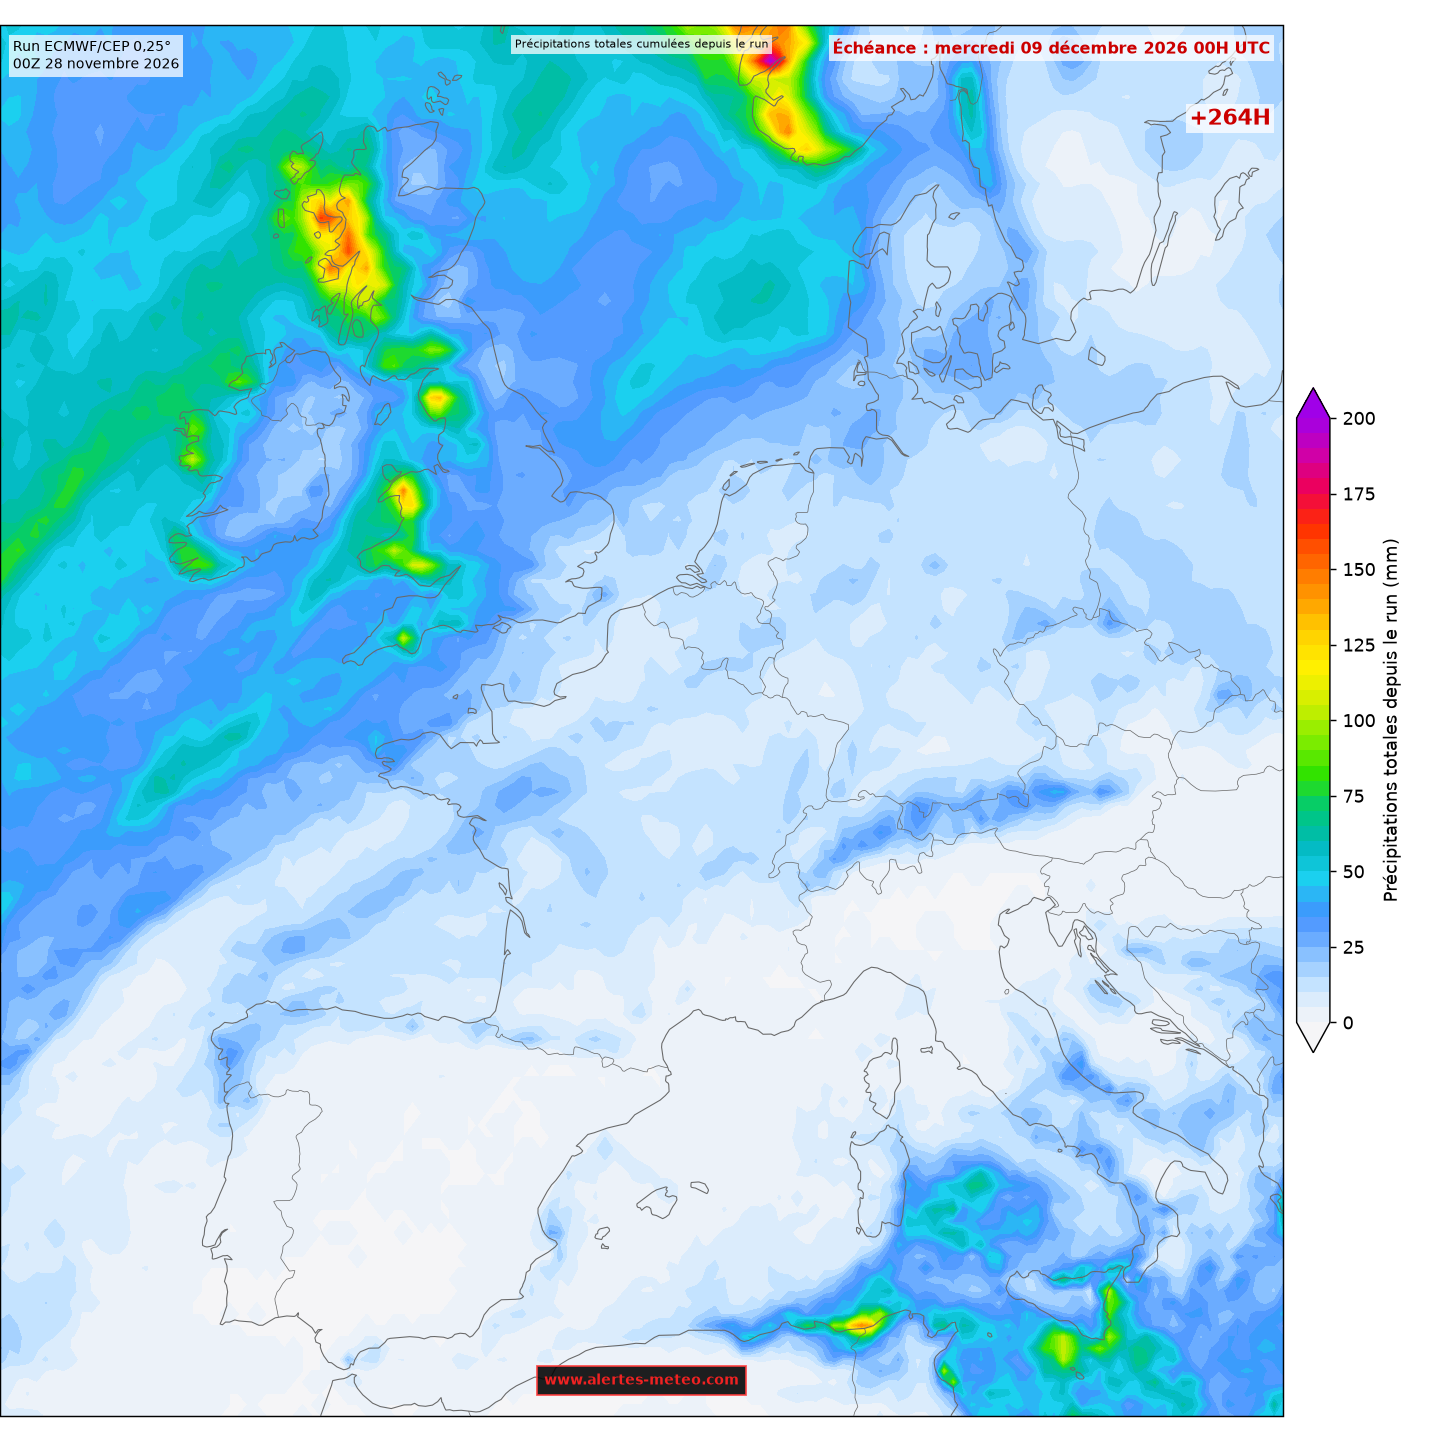 Run ECMWF/CEP 0,25°
00Z 28 novembre 2026
Précipitations totales cumulées depuis le run
Échéance : mercredi 09 décembre 2026 00H UTC
+264H
200
175
150
125
100
75
50
25
0
Précipitations totales depuis le run (mm)
www.alertes-meteo.com